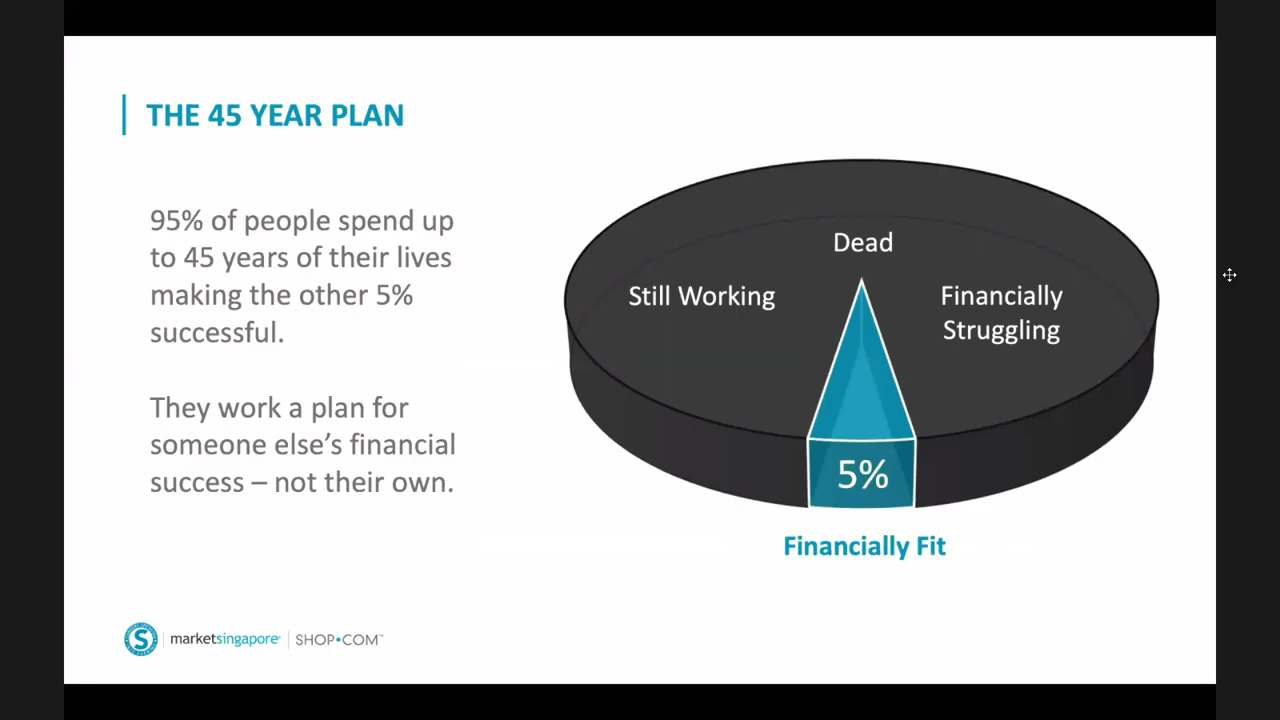 THE 45 YEAR PLAN
95% of people spend up
to 45 years of their lives
making the other 5%
successful.
They work a plan for
someone else’s financial
success – not their own.
Dead
Still Working
Financially
Struggling
5%
Financially Fit
S
marketsingapore® SHOP•COM™